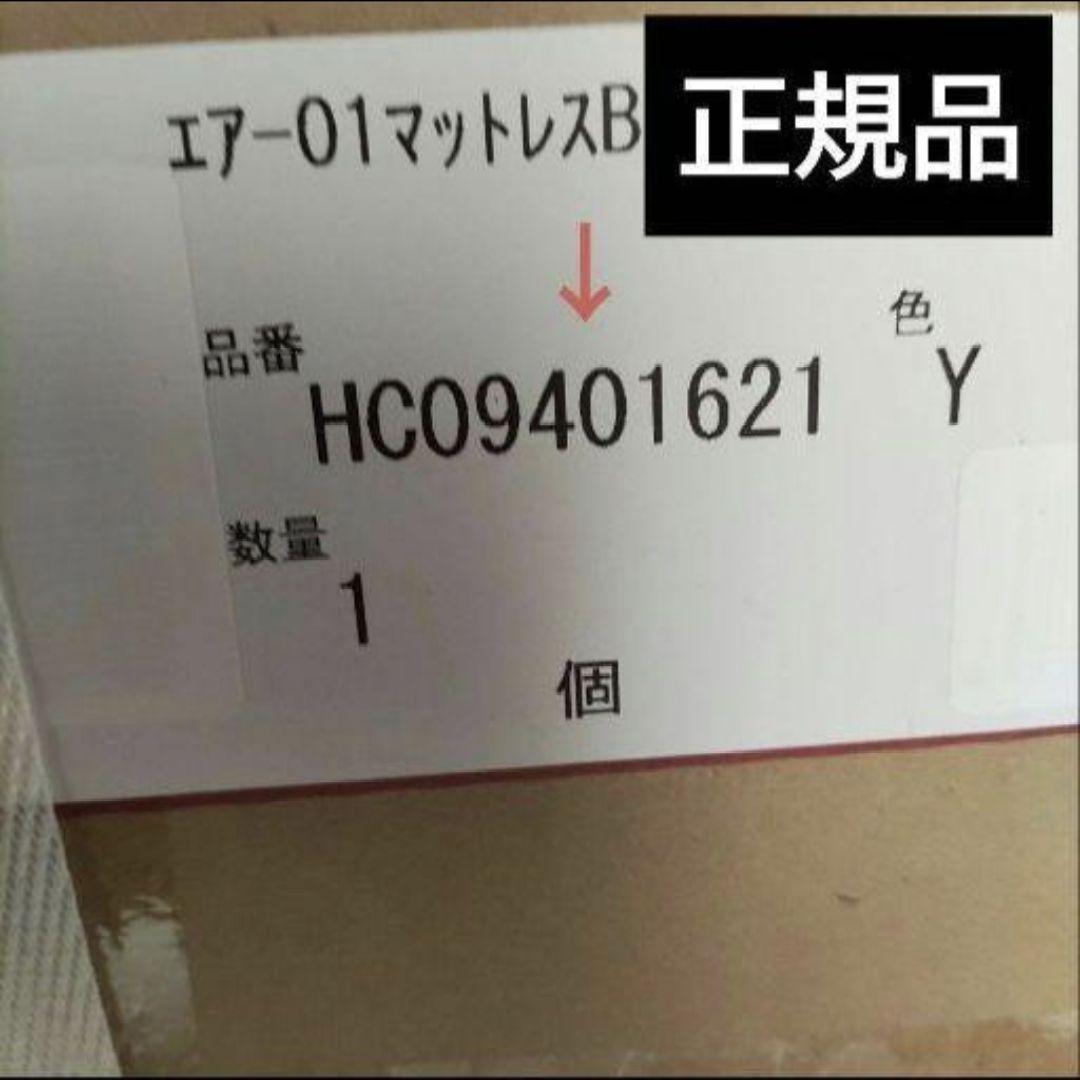 ｴｱｰ01ﾏｯﾄﾚｽB
正規品
↓
品番
HC09401621
色
Y
数量
1
個